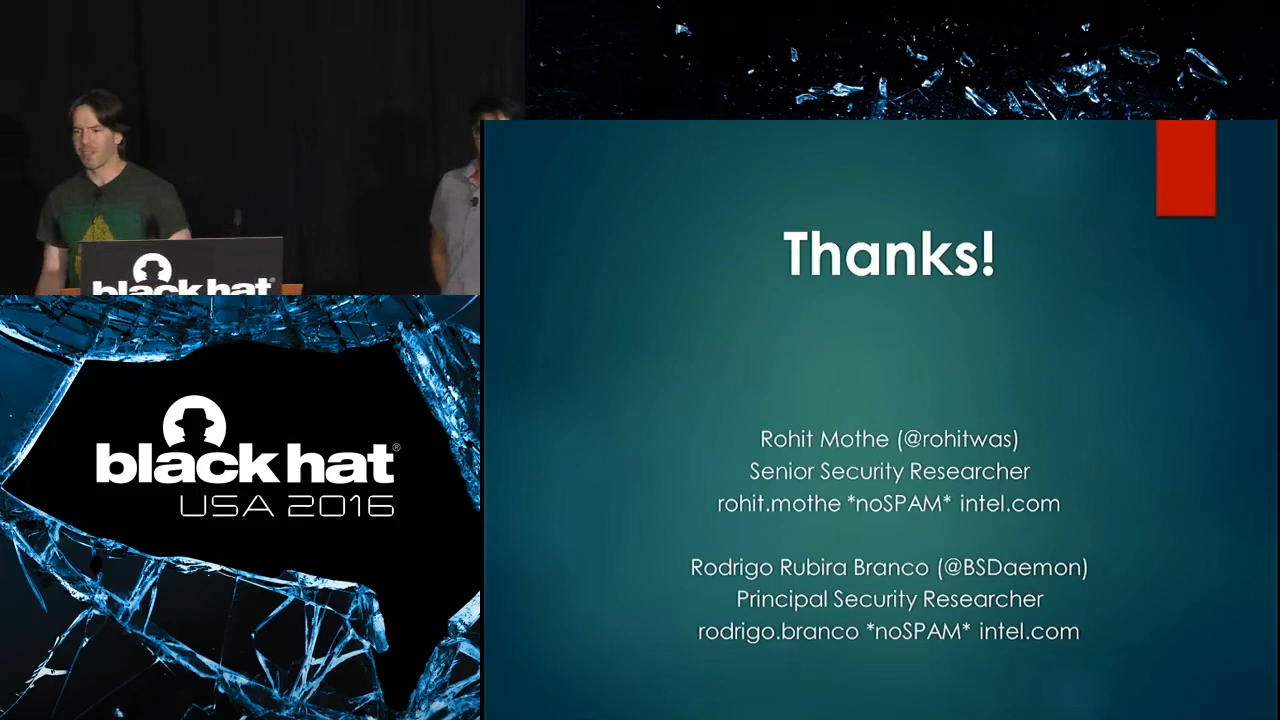 black hat
black hat®
USA 2016
Thanks!
Rohit Mothe (@rohitwas)
Senior Security Researcher
rohit.mothe *noSPAM* intel.com
Rodrigo Rubira Branco (@BSDaemon)
Principal Security Researcher
rodrigo.branco *noSPAM* intel.com